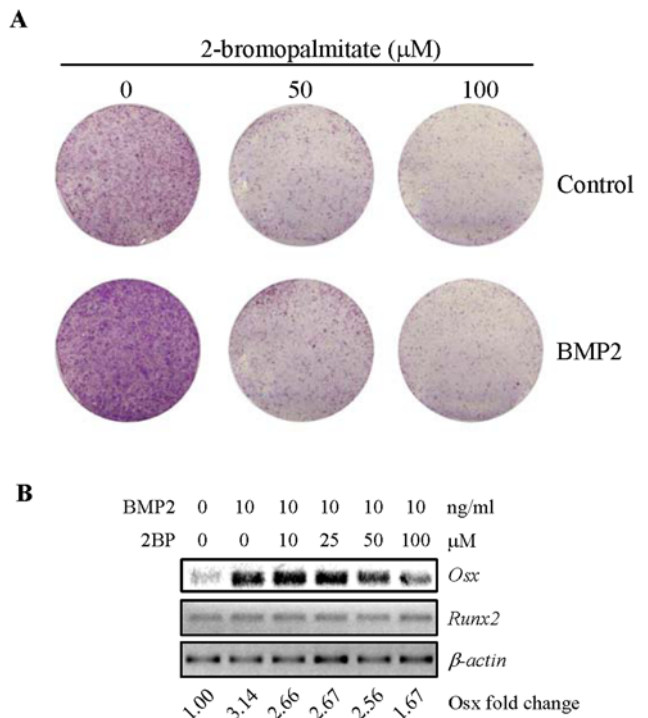 A
2-bromopalmitate (μM)
0 50 100
Control
BMP2
B
BMP2 0 10 10 10 10 10 ng/ml
2BP 0 0 10 25 50 100 μM
Osx
Runx2
β-actin
1.00 3.14 2.66 2.67 2.56 1.67 Osx fold change